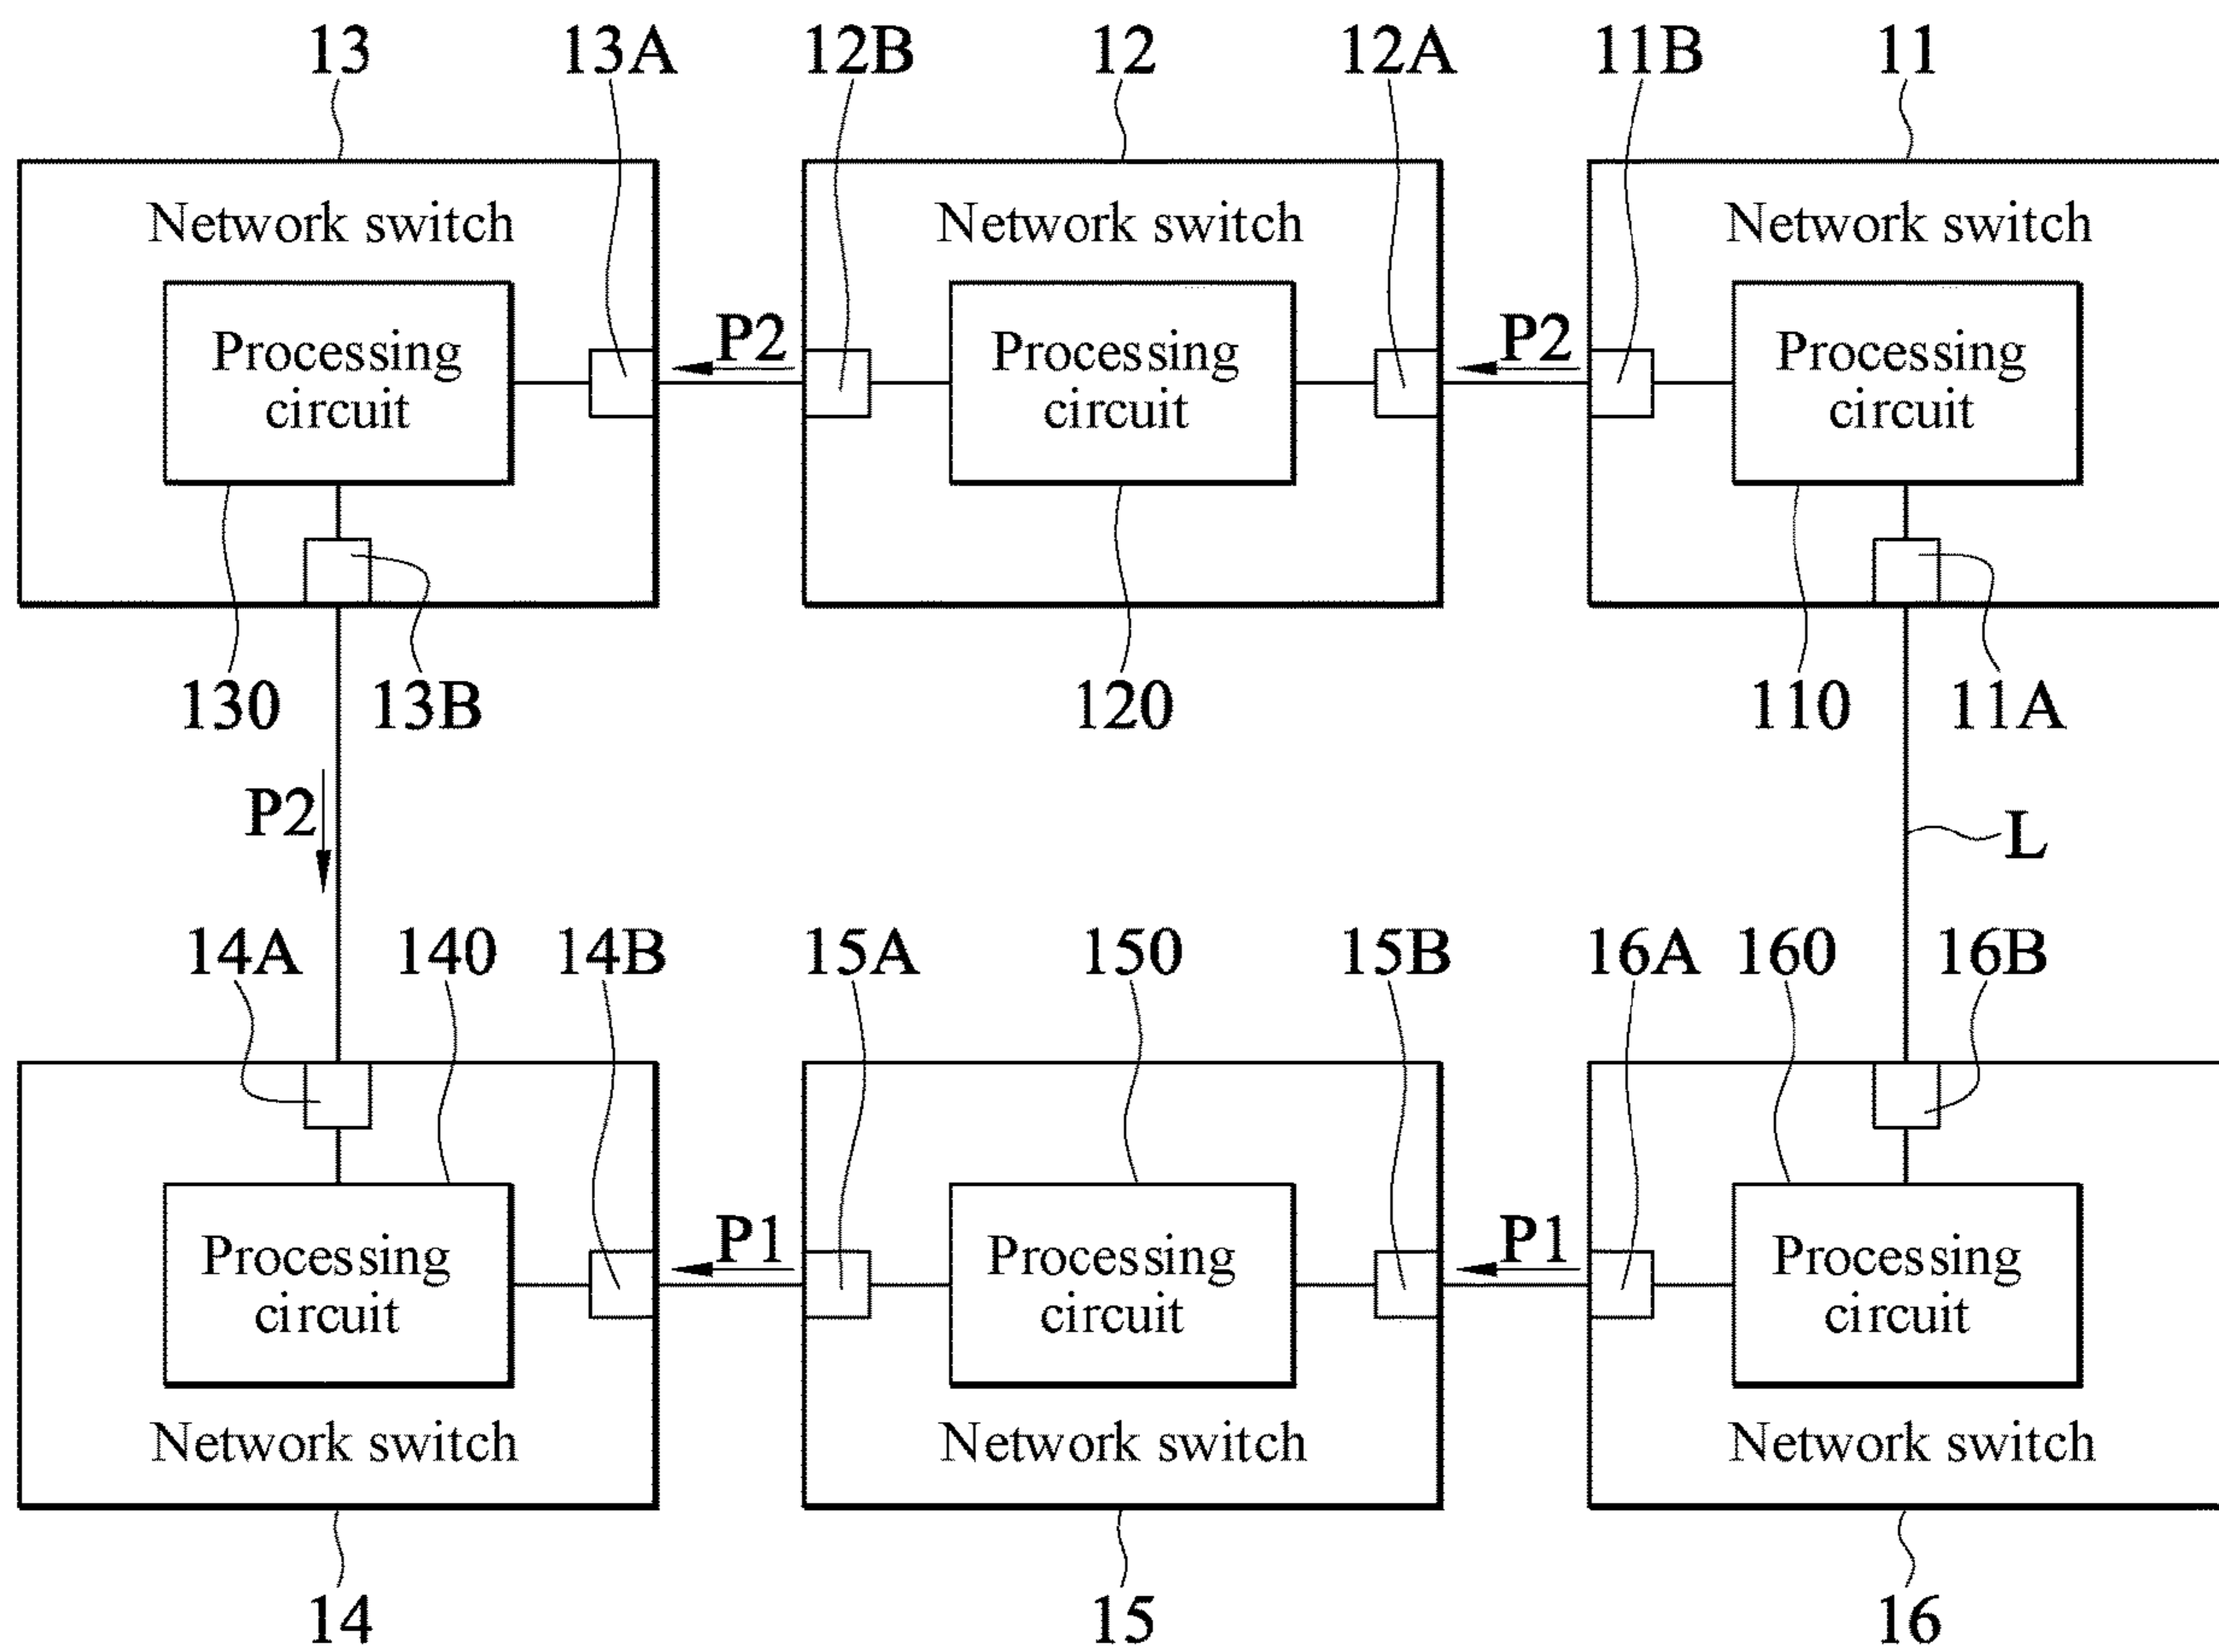 13 13A 12B 12 12A 11B 11
Network switch Network switch Network switch
P2 P2
Processing Processing Processing
circuit circuit circuit
130 13B 120 110 11A
P2
L
14A 140 14B 15A 150 15B 16A 160 16B
P1 P1
Processing Processing Processing
circuit circuit circuit
Network switch Network switch Network switch
14 15 16